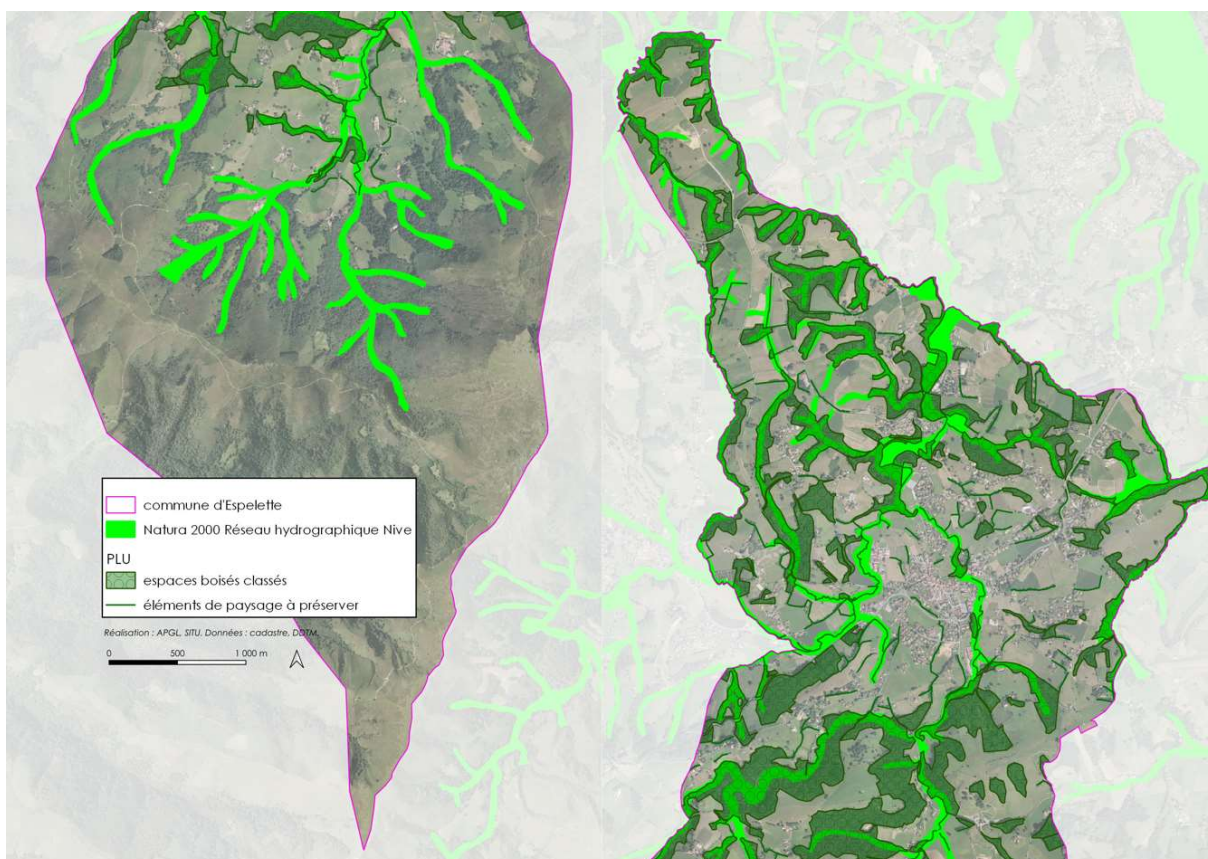 commune d'Espelette
Natura 2000 Réseau hydrographique Nive
PLU
espaces boisés classés
éléments de paysage à préserver
Réalisation : APGL, SITU. Données : cadastre, DDTM.
0 500 1 000 m